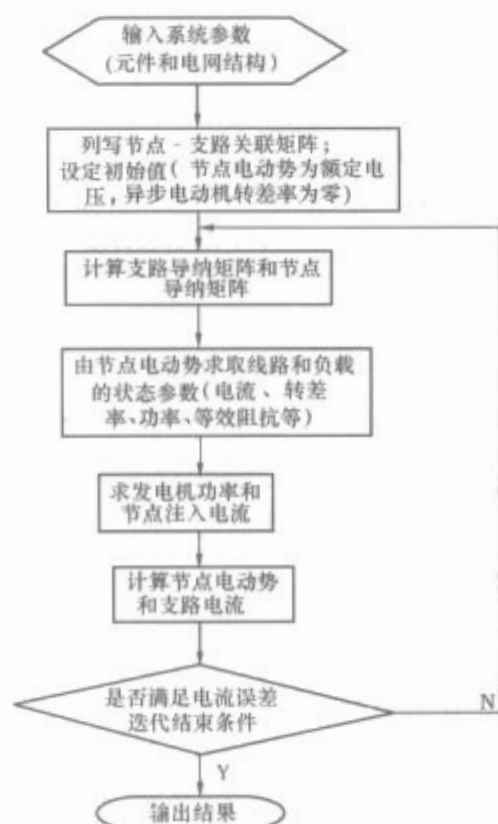 输入系统参数
(元件和电网结构)
列写节点-支路关联矩阵;
设定初始值(节点电动势为额定电
压,异步电动机转差率为零)
计算支路导纳矩阵和节点
导纳矩阵
由节点电动势求取线路和负载
的状态参数(电流、转差
率、功率、等效阻抗等)
求发电机功率和
节点注入电流
计算节点电动势
和支路电流
是否满足电流误差
迭代结束条件
N
Y
输出结果